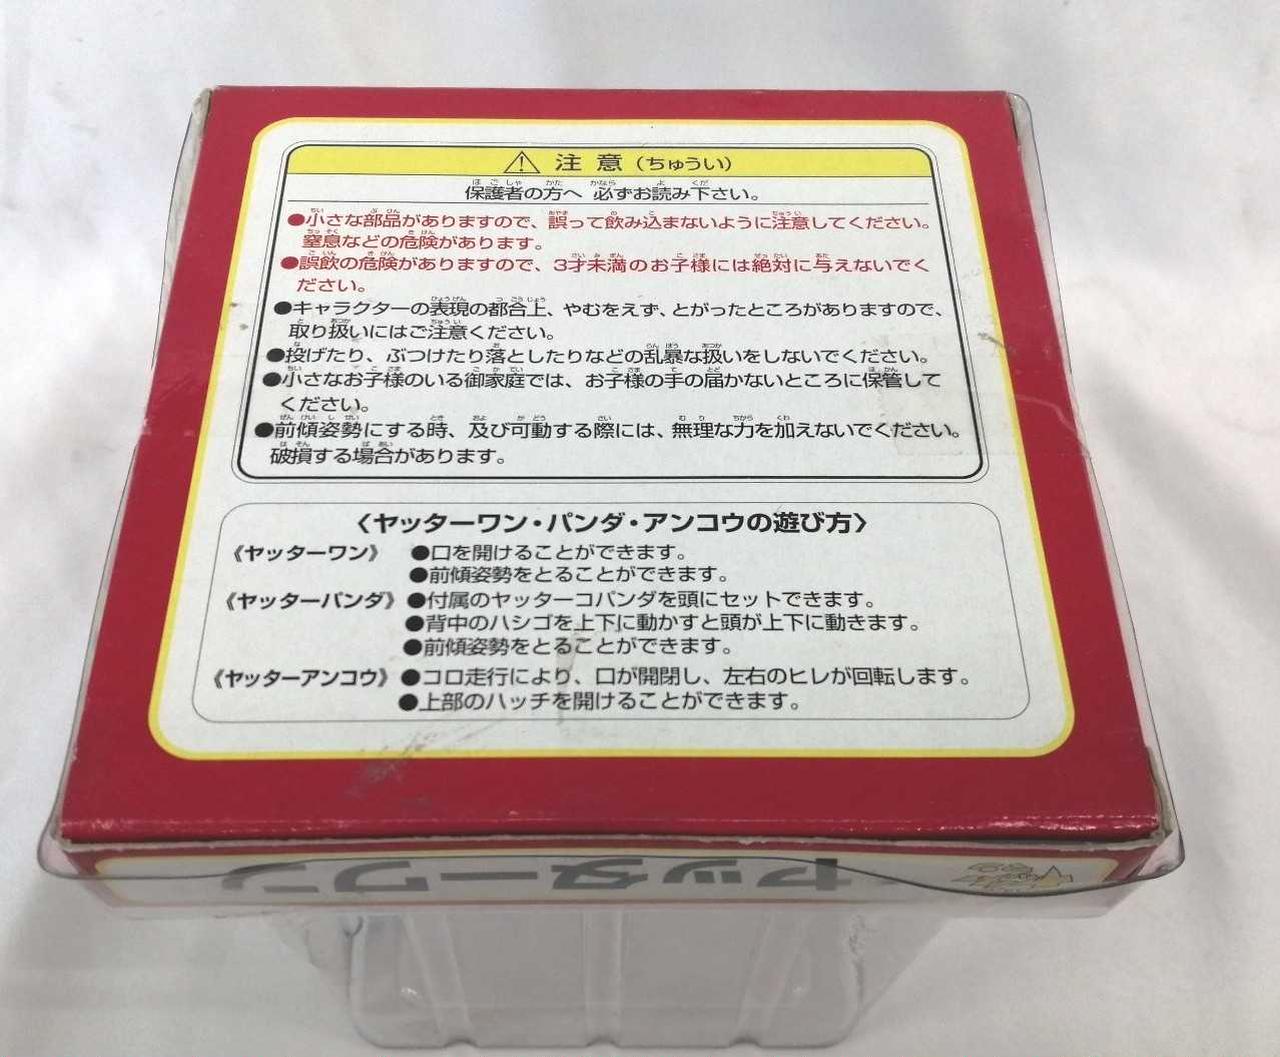 ⚠ 注意(ちゅうい)
保護者の方へ 必ずお読み下さい。
●小さな部品がありますので、誤って飲み込まないように注意してください。
窒息などの危険があります。
●誤飲の危険がありますので、3才未満のお子様には絶対に与えないでく
ださい。
●キャラクターの表現の都合上、やむをえず、とがったところがありますので、
取り扱いにはご注意ください。
●投げたり、ぶつけたり落としたりなどの乱暴な扱いをしないでください。
●小さなお子様のいる御家庭では、お子様の手の届かないところに保管して
ください。
●前傾姿勢にする時、及び可動する際には、無理な力を加えないでください。
破損する場合があります。
〈ヤッターワン・パンダ・アンコウの遊び方〉
《ヤッターワン》 ●口を開けることができます。
●前傾姿勢をとることができます。
《ヤッターパンダ》 ●付属のヤッターコパンダを頭にセットできます。
●背中のハシゴを上下に動かすと頭が上下に動きます。
●前傾姿勢をとることができます。
《ヤッターアンコウ》 ●コロ走行により、口が開閉し、左右のヒレが回転します。
●上部のハッチを開けることができます。
ヤッターワン